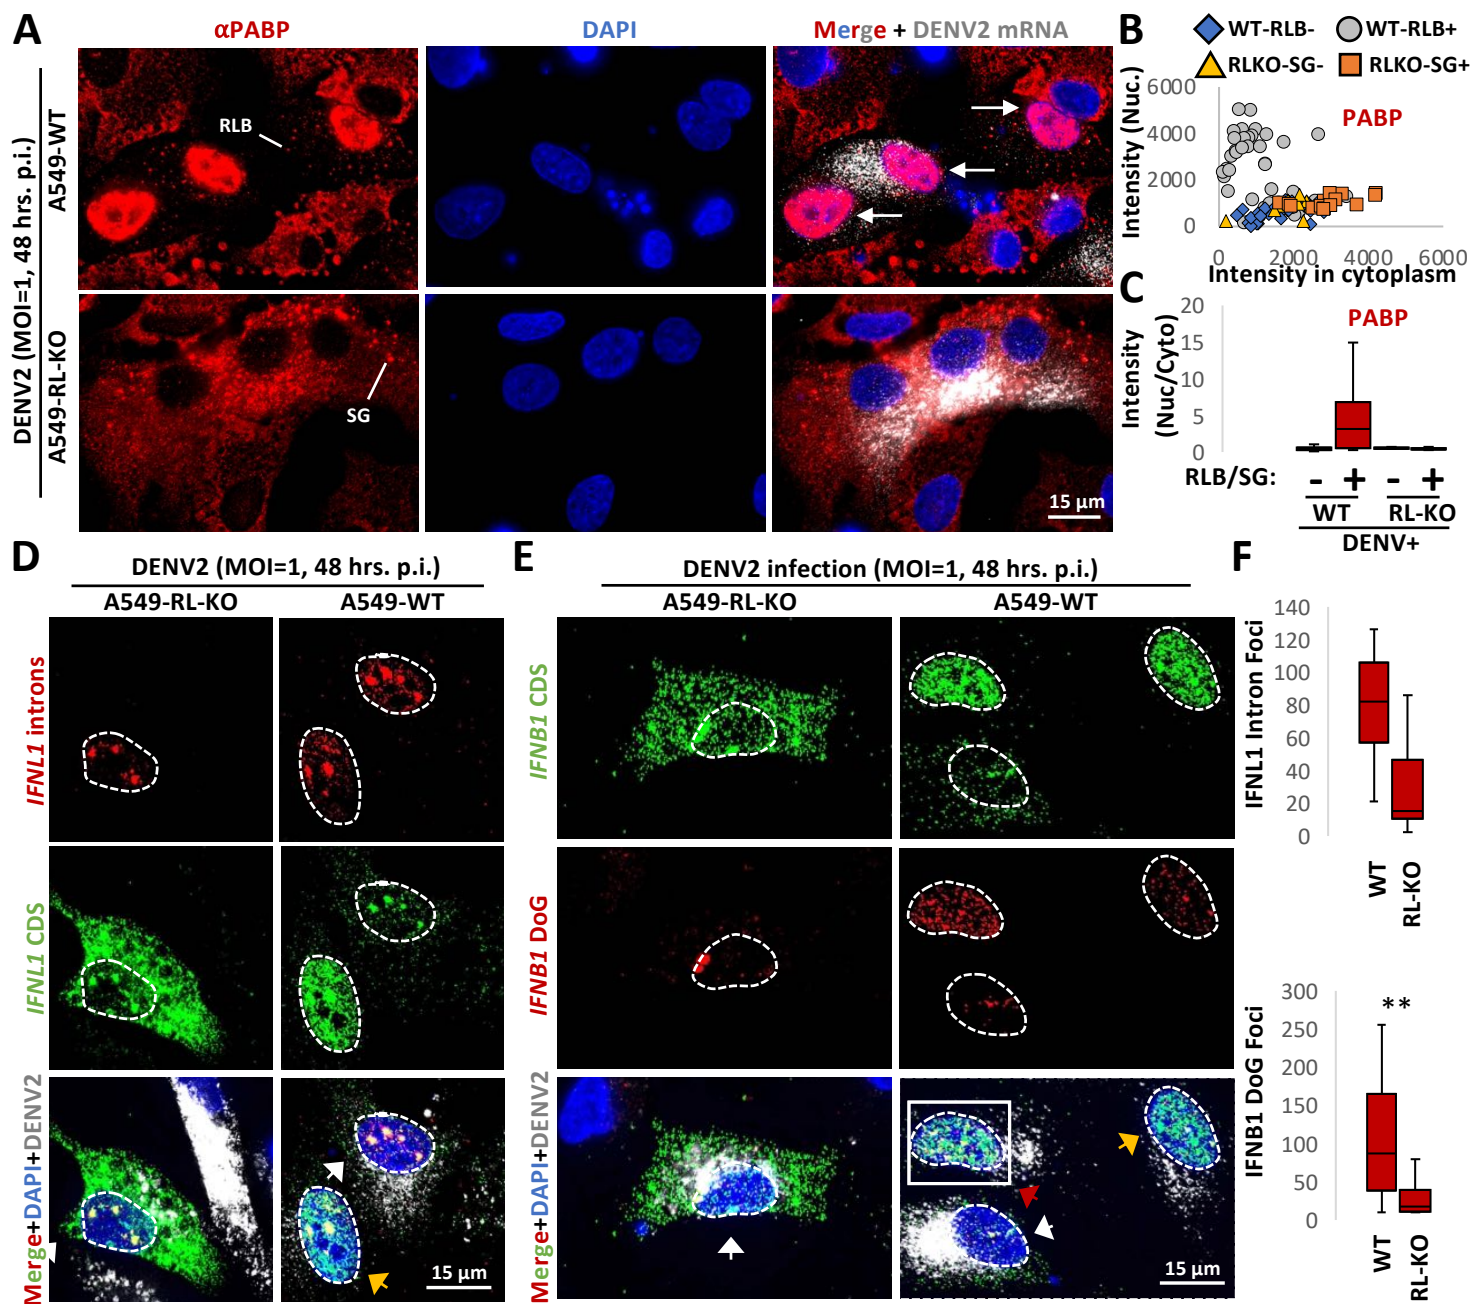 A
αPABP
DAPI
Merge + DENV2 mRNA
DENV2 (MOI=1, 48 hrs. p.i.)
A549-WT
A549-RL-KO
RLB
SG
15 µm
B
WT-RLB-
WT-RLB+
RLKO-SG-
RLKO-SG+
PABP
Intensity (Nuc.)
6000
4000
2000
0
0
2000
4000
6000
Intensity in cytoplasm
C
PABP
Intensity
(Nuc/Cyto)
20
15
10
5
0
RLB/SG:
- + - +
WT
RL-KO
DENV+
D
DENV2 (MOI=1, 48 hrs. p.i.)
A549-RL-KO
A549-WT
IFNL1 introns
IFNL1 CDS
Merge+DAPI+DENV2
15 µm
E
DENV2 infection (MOI=1, 48 hrs. p.i.)
A549-RL-KO
A549-WT
IFNB1 CDS
IFNB1 DoG
Merge+DAPI+DENV2
15 µm
F
IFNL1 Intron Foci
140
120
100
80
60
40
20
0
WT
RL-KO
IFNB1 DoG Foci
300
250
200
150
100
50
0
**
WT
RL-KO